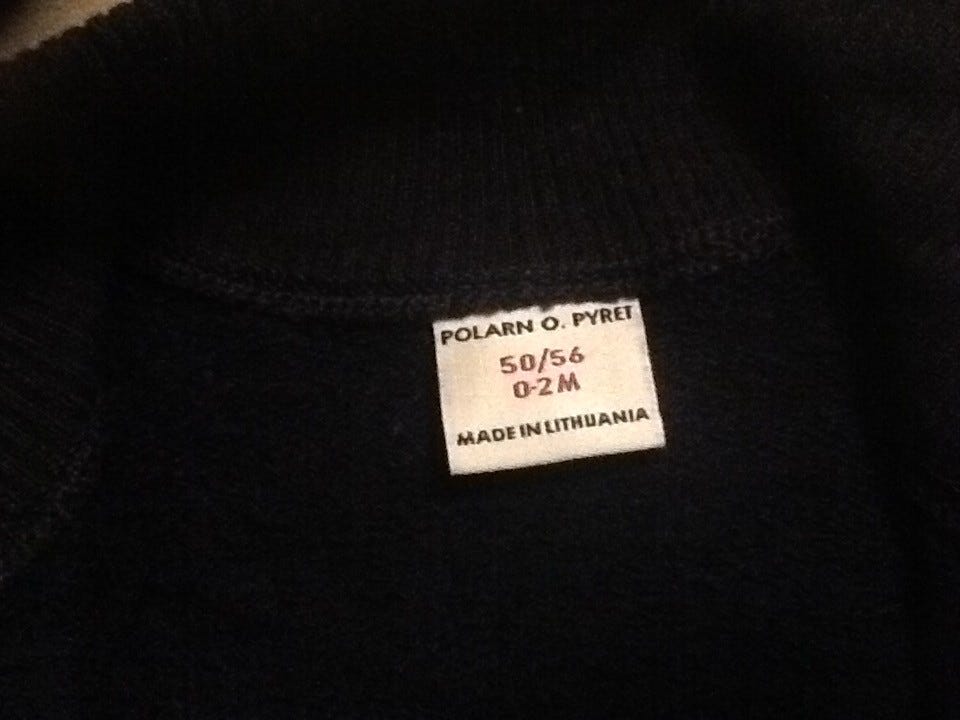 POLARN O. PYRET
50/56
0-2M
MADE IN LITHUANIA